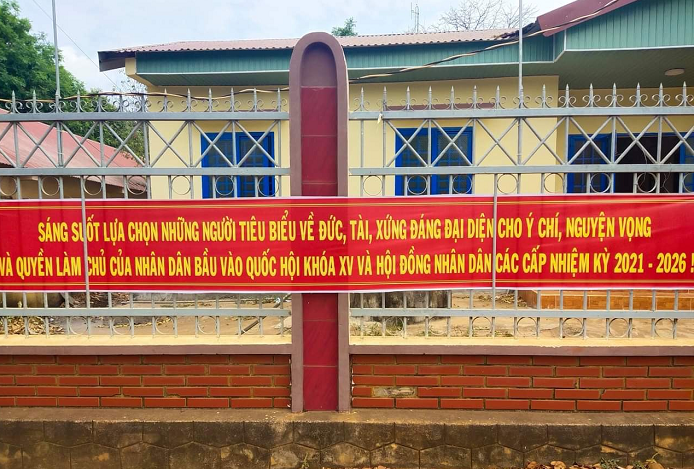 SÁNG SUỐT LỰA CHỌN NHỮNG NGƯỜI TIÊU BIỂU VỀ ĐỨC, TÀI, XỨNG ĐÁNG ĐẠI DIỆN CHO Ý CHÍ, NGUYỆN VỌNG
VÀ QUYỀN LÀM CHỦ CỦA NHÂN DÂN BẦU VÀO QUỐC HỘI KHÓA XV VÀ HỘI ĐỒNG NHÂN DÂN CÁC CẤP NHIỆM KỲ 2021 - 2026 !